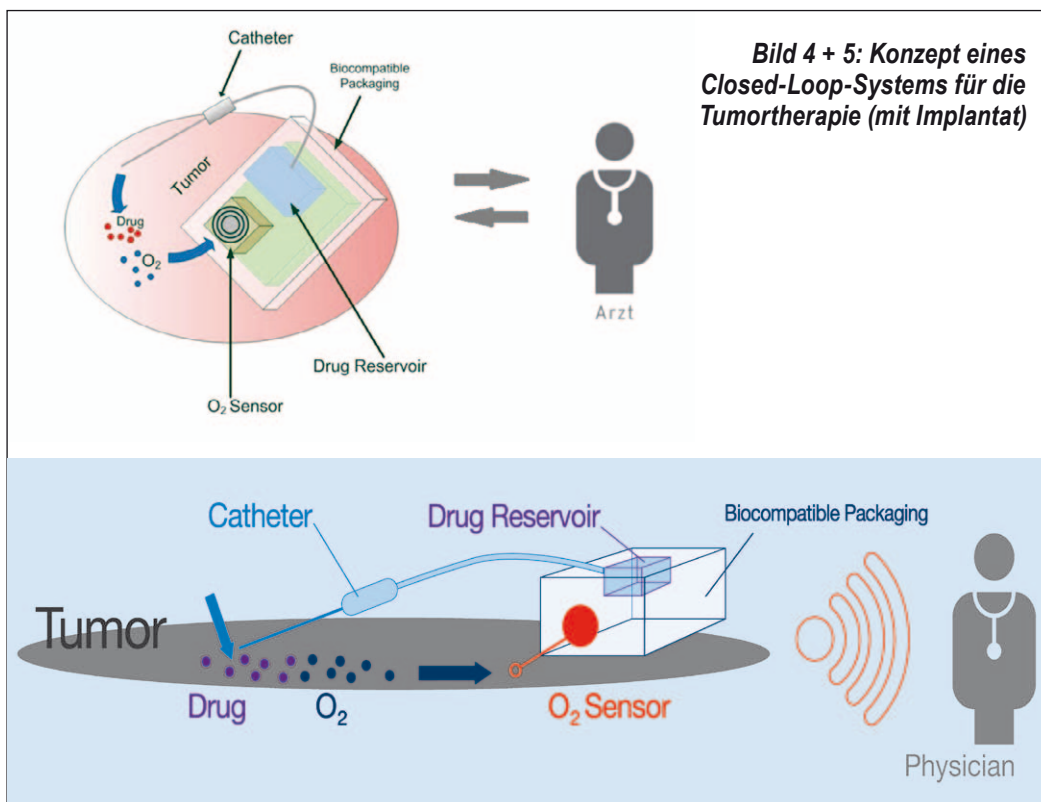 Catheter
Biocompatible
Packaging
Bild 4 + 5: Konzept eines
Closed-Loop-Systems für die
Tumortherapie (mit Implantat)
Tumor
Drug
O₂
Arzt
Drug Reservoir
O₂ Sensor
Catheter
Drug Reservoir
Biocompatible Packaging
Tumor
Drug
O₂
O₂ Sensor
Physician